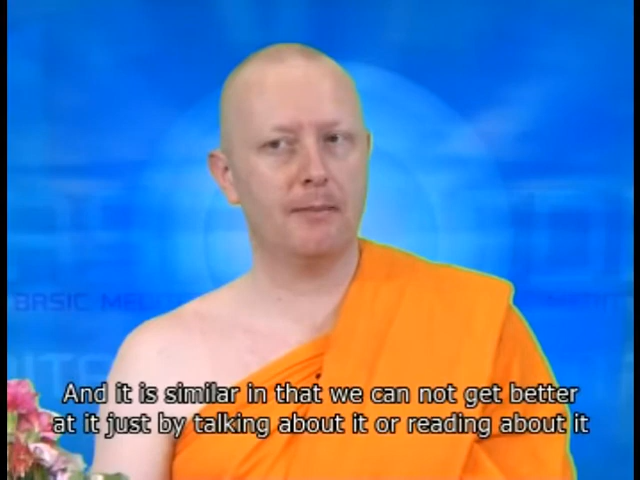 BASIC
And it is similar in that we can not get better
at it just by talking about it or reading about it